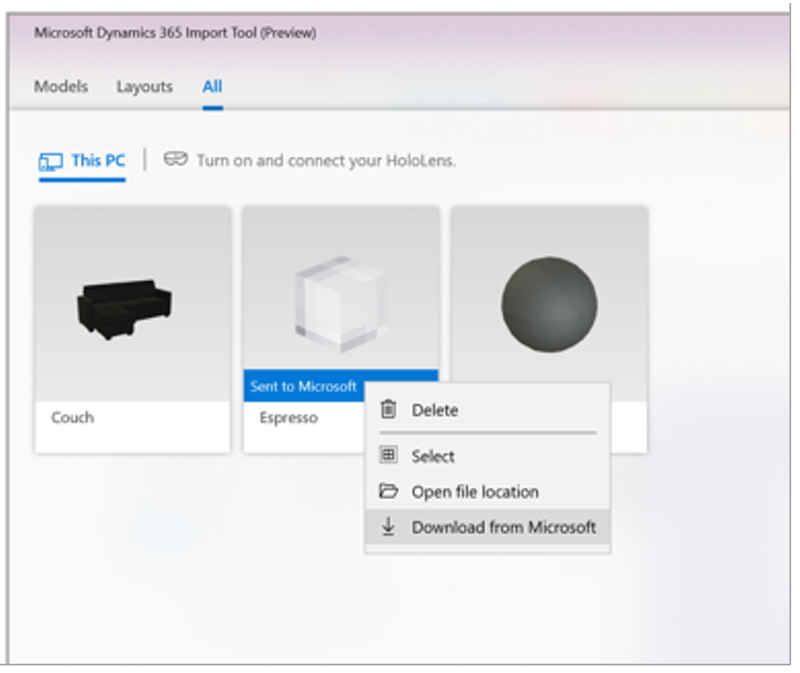 Microsoft Dynamics 365 Import Tool (Preview)
Models Layouts All
This PC Turn on and connect your HoloLens.
Sent to Microsoft
Couch
Espresso
Delete
Select
Open file location
Download from Microsoft